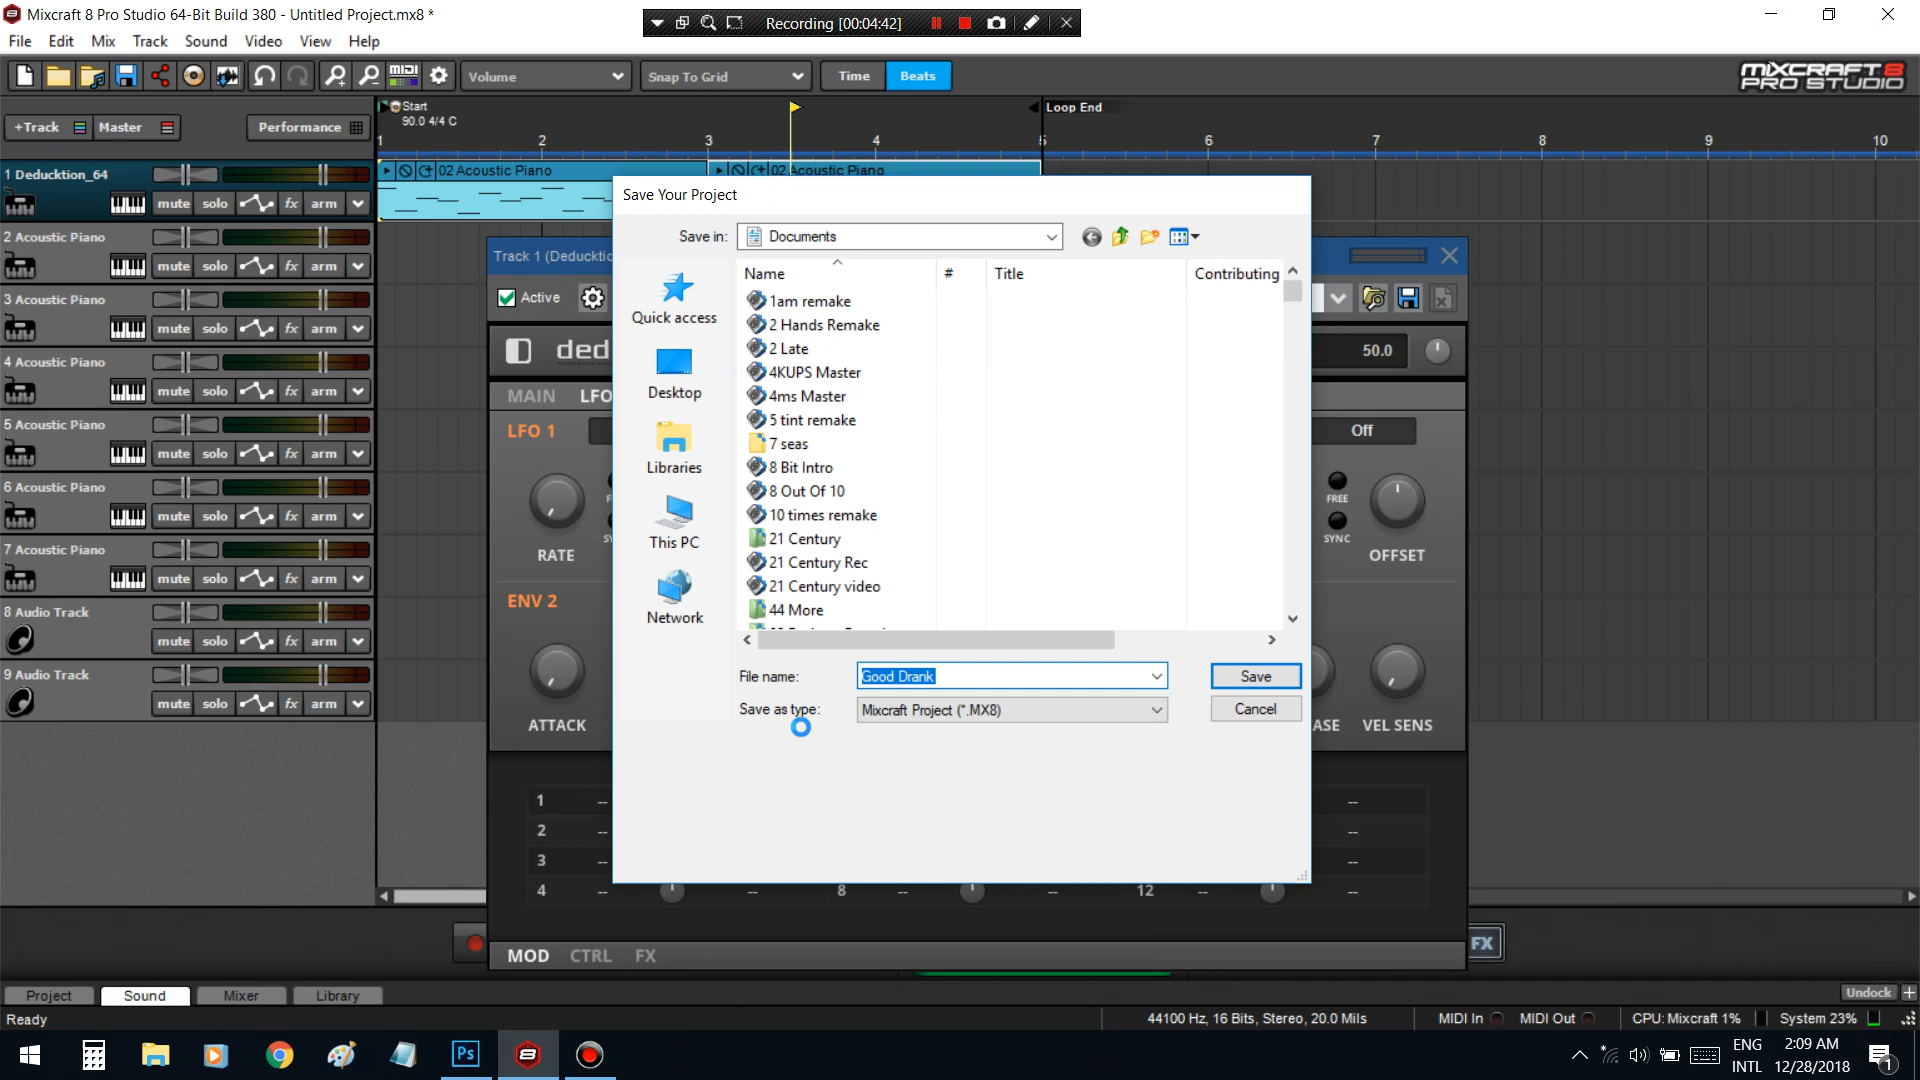 Mixcraft 8 Pro Studio 64-Bit Build 380 - Untitled Project.mx8 *
Recording [00:04:42]
File Edit Mix Track Sound Video View Help
MIDI
Volume
Snap To Grid
Time Beats
MIXCRAFT 8
PRO STUDIO
Start
90.0 4/4 C
Loop End
+Track Master Performance
1 2 3 4 5 6 7 8 9 10
02 Acoustic Piano
02 Acoustic Piano
1 Deducktion_64
mute solo fx arm
2 Acoustic Piano
mute solo fx arm
3 Acoustic Piano
mute solo fx arm
4 Acoustic Piano
mute solo fx arm
5 Acoustic Piano
mute solo fx arm
6 Acoustic Piano
mute solo fx arm
7 Acoustic Piano
mute solo fx arm
8 Audio Track
mute solo fx arm
9 Audio Track
mute solo fx arm
Track 1 (Deducktio
Active
ded
50.0
MAIN LFO
LFO 1
Off
RATE
FREE
SYNC
OFFSET
ENV 2
ATTACK
ASE
VEL SENS
1 -- --
2 -- --
3 -- --
4 -- -- 8 -- -- 12 -- --
MOD CTRL FX
FX
Save Your Project
Save in: Documents
Name # Title Contributing
Quick access
Desktop
Libraries
This PC
Network
1am remake
2 Hands Remake
2 Late
4KUPS Master
4ms Master
5 tint remake
7 seas
8 Bit Intro
8 Out Of 10
10 times remake
21 Century
21 Century Rec
21 Century video
44 More
File name: Good Drank Save
Save as type: Mixcraft Project (*.MX8) Cancel
Project Sound Mixer Library
Undock
Ready
44100 Hz, 16 Bits, Stereo, 20.0 Mils MIDI In MIDI Out CPU: Mixcraft 1% System 23%
Ps
8
ENG
INTL
2:09 AM
12/28/2018
1